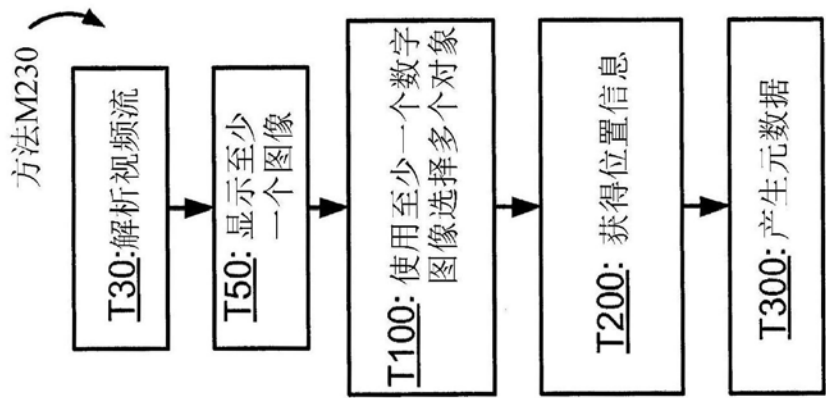 方法M230
T30:解析视频流
T50: 显示至少
一个图像
T100: 使用至少一个数字
图像选择多个对象
T200: 获得位置信息
T300: 产生元数据